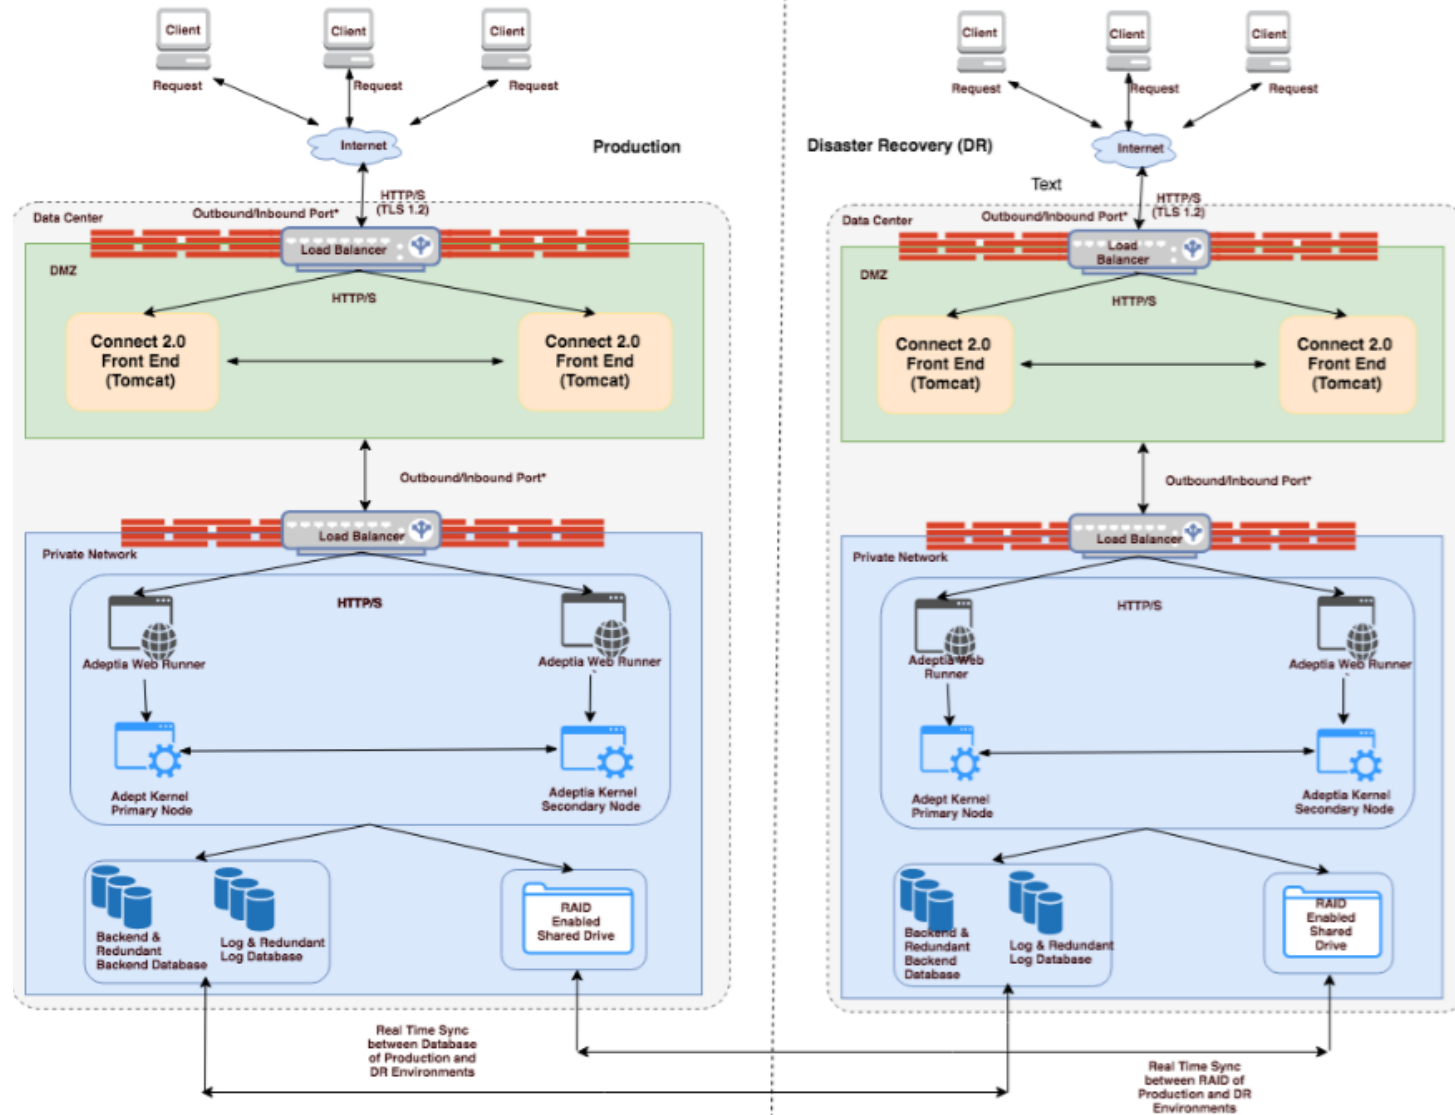 Client
Client
Client
Request
Request
Request
Internet
Production
HTTP/S
(TLS 1.2)
Outbound/Inbound Port*
Data Center
Load Balancer
DMZ
HTTP/S
Connect 2.0
Front End
(Tomcat)
Connect 2.0
Front End
(Tomcat)
Outbound/Inbound Port*
Load Balancer
Private Network
HTTP/S
Adeptia Web Runner
Adeptia Web Runner
Adept Kernel
Primary Node
Adeptia Kernel
Secondary Node
Backend &
Redundant
Backend Database
Log & Redundant
Log Database
RAID
Enabled
Shared Drive
Real Time Sync
between Database
of Production and
DR Environments
Client
Client
Client
Request
Request
Request
Internet
Disaster Recovery (DR)
Text
HTTP/S
(TLS 1.2)
Outbound/Inbound Port*
Data Center
Load
Balancer
DMZ
HTTP/S
Connect 2.0
Front End
(Tomcat)
Connect 2.0
Front End
(Tomcat)
Outbound/Inbound Port*
Load Balancer
Private Network
HTTP/S
Adeptia Web
Runner
Adeptia Web Runner
Adept Kernel
Primary Node
Adeptia Kernel
Secondary Node
Backend &
Redundant
Backend
Database
Log & Redundant
Log Database
RAID
Enabled
Shared
Drive
Real Time Sync
between RAID of
Production and DR
Environments